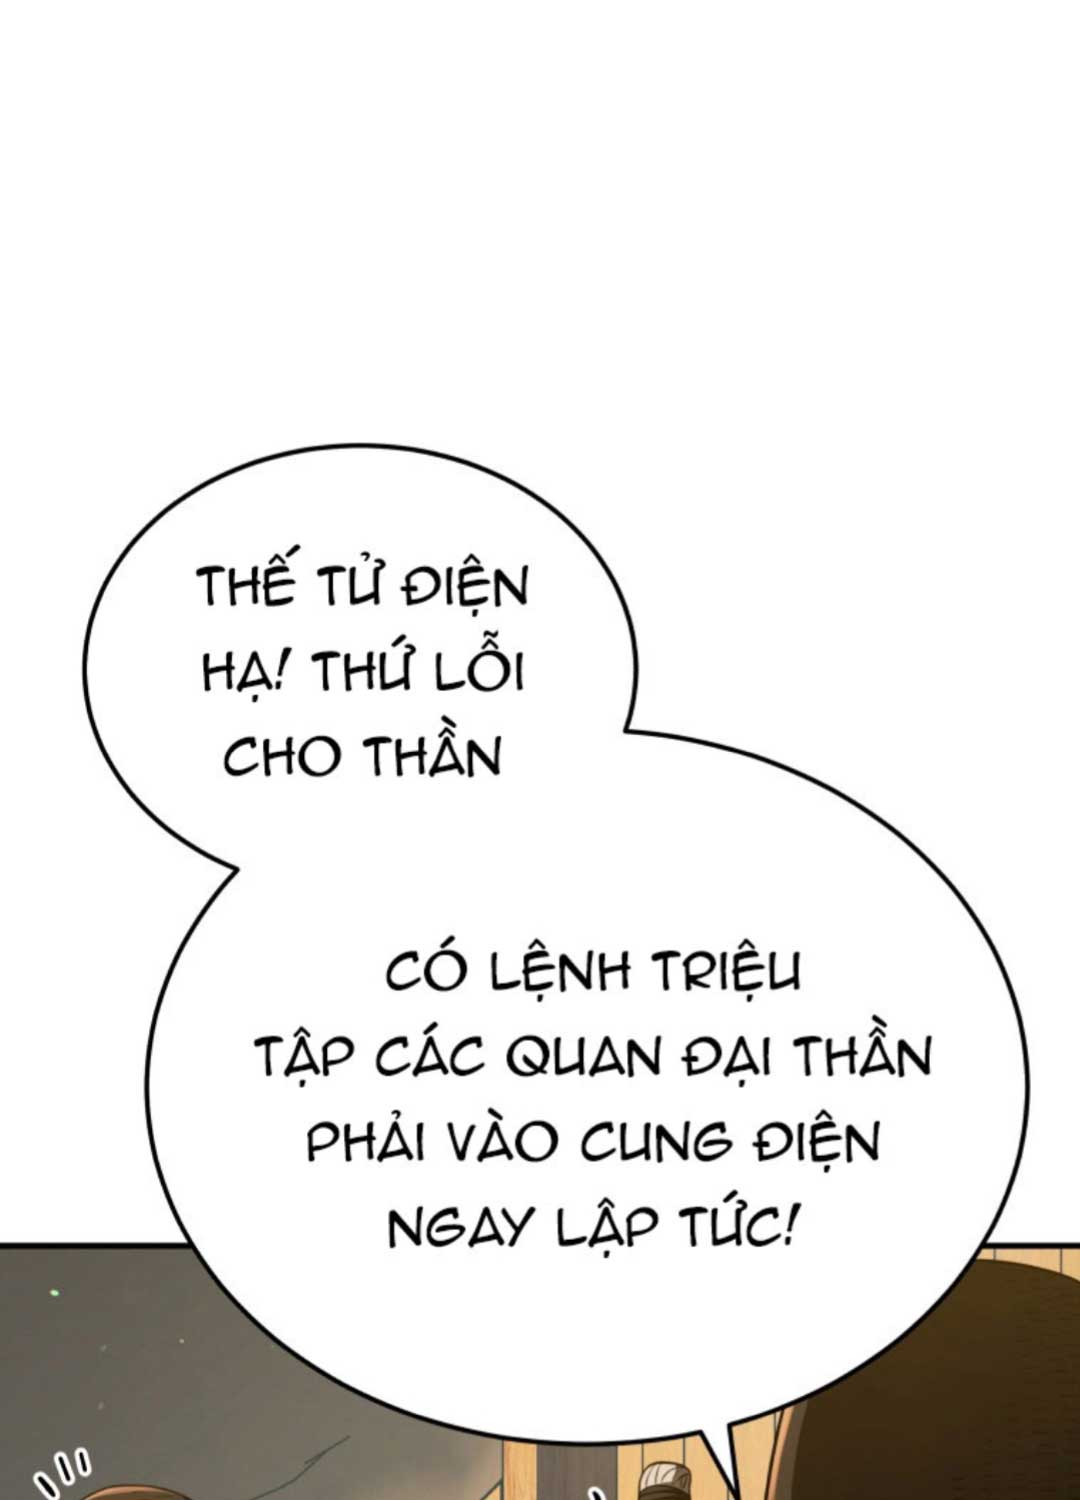 THẾ TỬ ĐIỆN
HẠ! THỨ LỖI
CHO THẦN
CÓ LỆNH TRIỆU
TẬP CÁC QUAN ĐẠI THẦN
PHẢI VÀO CUNG ĐIỆN
NGAY LẬP TỨC!